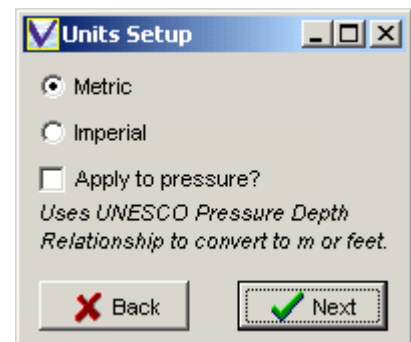 Units Setup
Metric
Imperial
Apply to pressure?
Uses UNESCO Pressure Depth
Relationship to convert to m or feet.
Back
Next